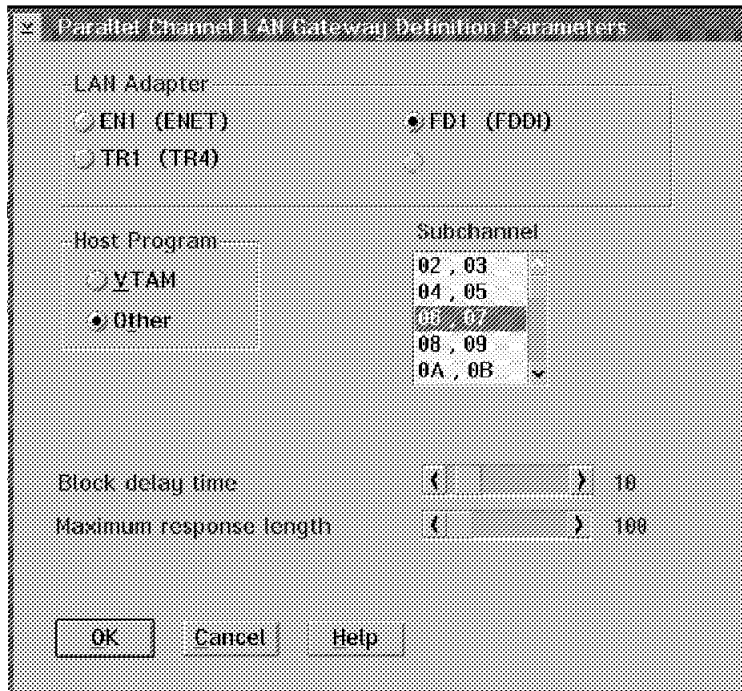 Parallel Channel LAN Gateway Definition Parameters
LAN Adapter
EN1 (ENET)
FD1 (FDDI)
TR1 (TR4)
Host Program
VTAM
Other
Subchannel
02 , 03
04 , 05
06 , 07
08 , 09
0A , 0B
Block delay time
10
Maximum response length
100
OK
Cancel
Help